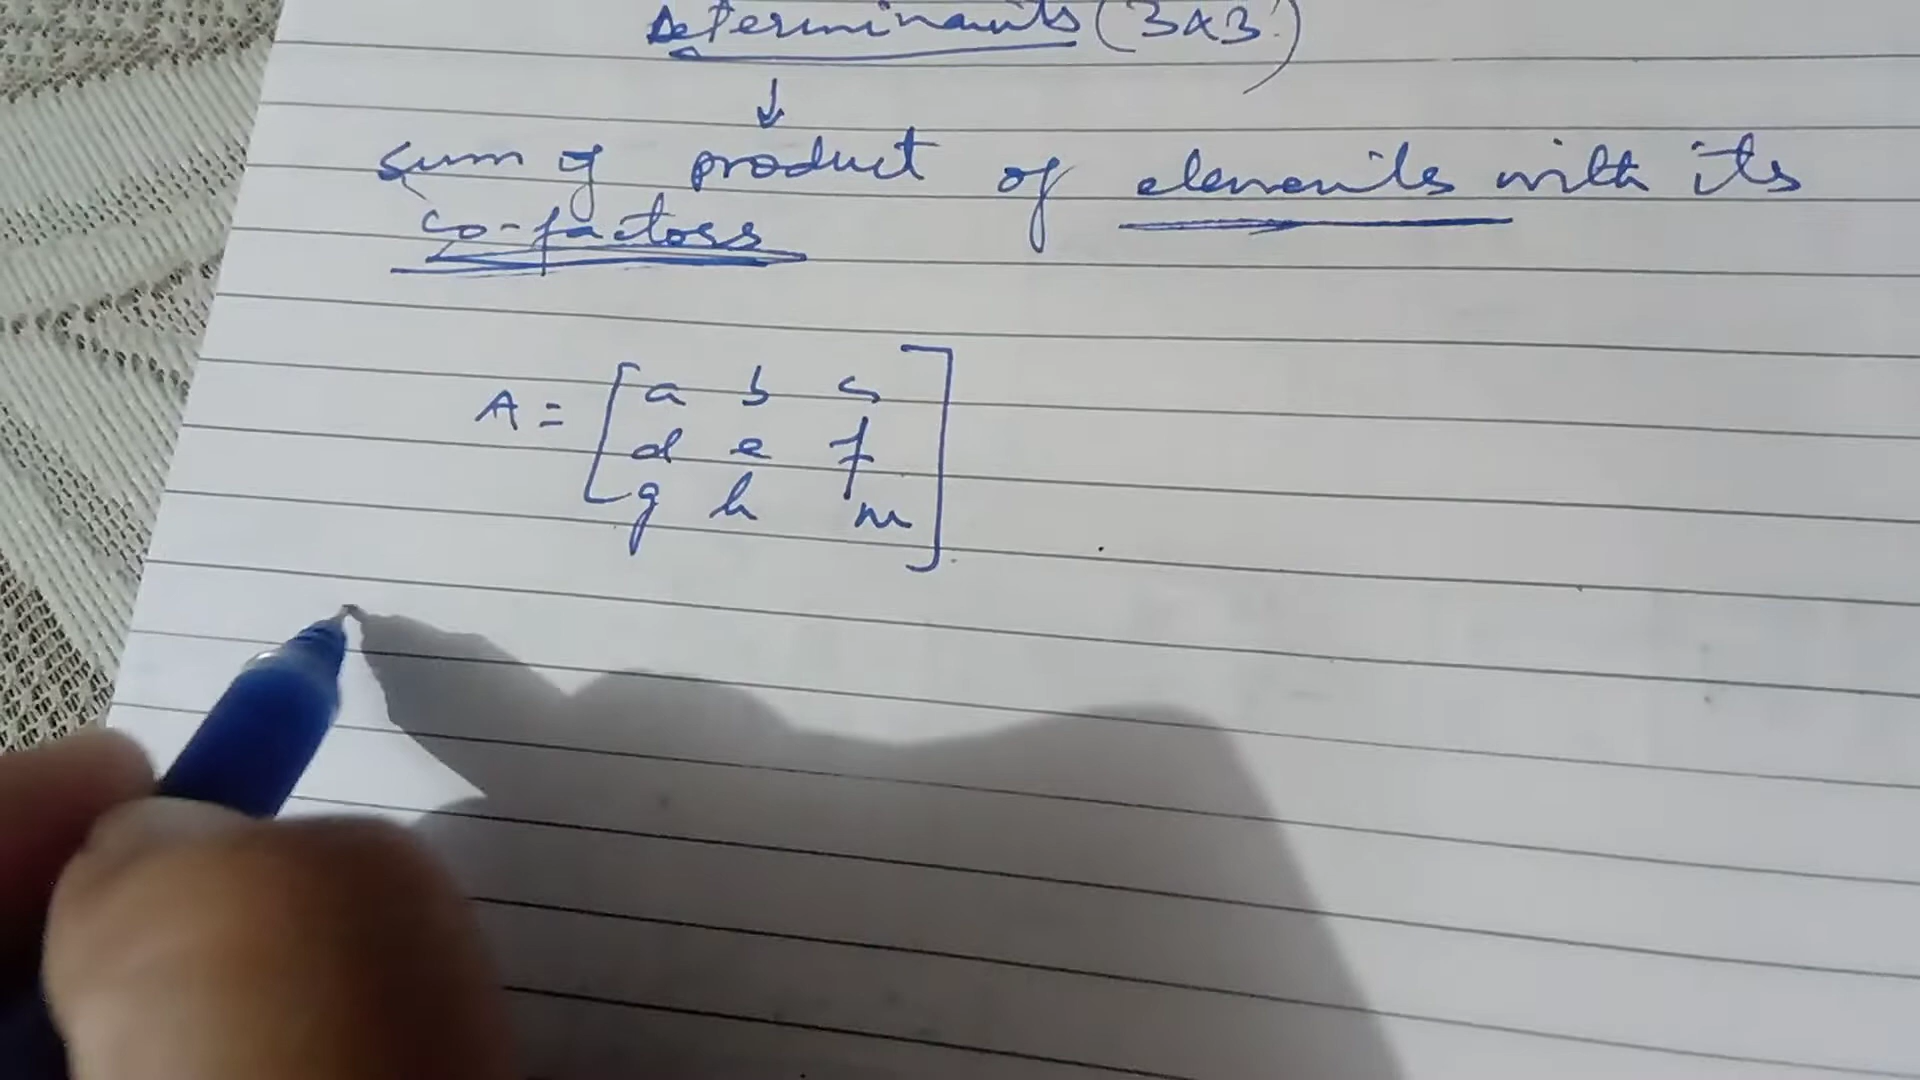 Determinants (3x3)
↓
sum of product of elements with its
co-factors
A = [ a b c
d e f
g h m ]